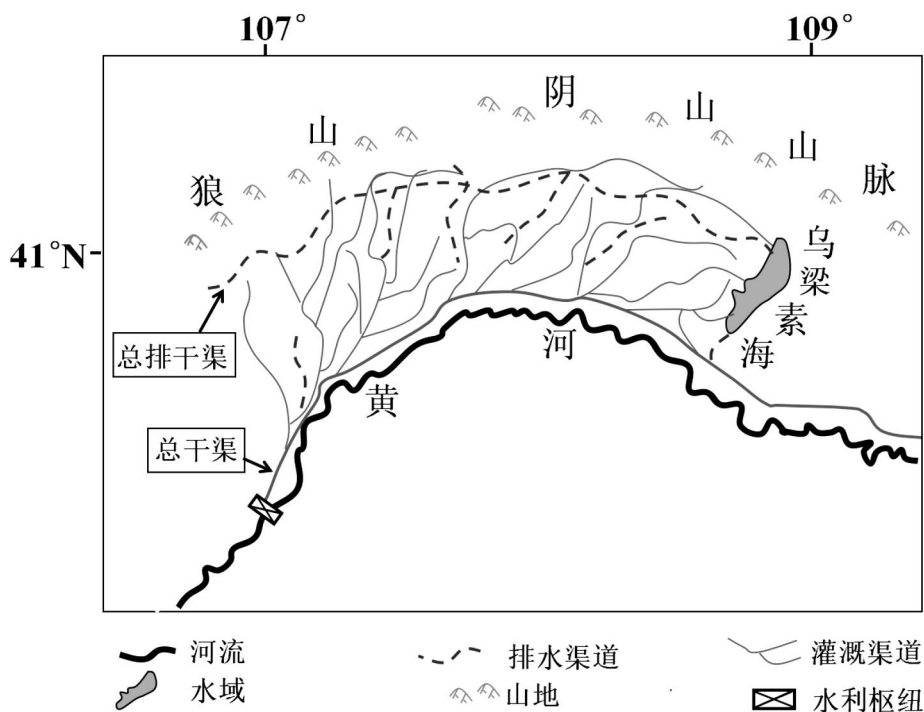 107°
109°
阴
山
山
山
脉
狼
41°N
乌
梁
素
海
总排干渠
河
黄
总干渠
河流
排水渠道
灌溉渠道
水域
山地
水利枢纽